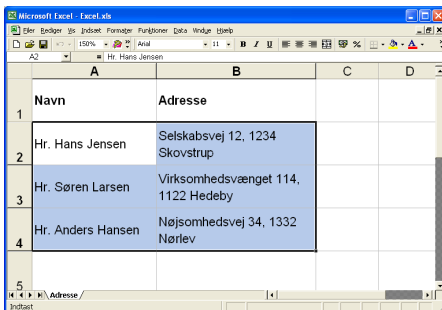 Microsoft Excel - Excel.xls
Filer Rediger Vis Indsæt Formater Funktioner Data Vindue Hjælp
150% Arial 11 B I U
A2 = Hr. Hans Jensen
A B C D
1 Navn Adresse
2 Hr. Hans Jensen Selskabsvej 12, 1234
Skovstrup
3 Hr. Søren Larsen Virksomhedsvænget 114,
1122 Hedeby
4 Hr. Anders Hansen Nøjsomhedsvej 34, 1332
Nørlev
5
Adresse
Indtast